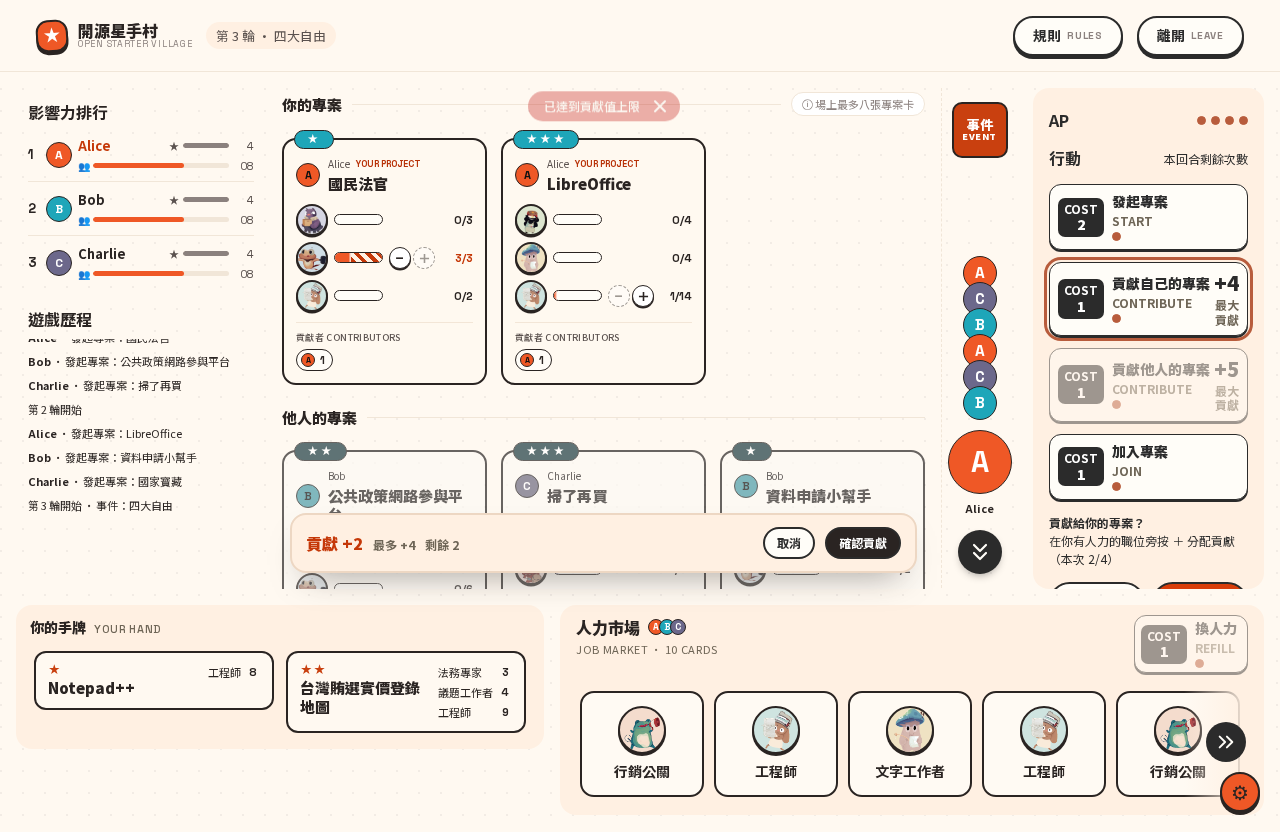 開源星手村
OPEN STARTER VILLAGE
第 3 輪 · 四大自由
規則 RULES
離開 LEAVE
影響力排行
1 A Alice ★ 4
08
2 B Bob ★ 4
08
3 C Charlie ★ 4
08
遊戲歷程
Alice · 發起專案：國民法官
Bob · 發起專案：公共政策網路參與平台
Charlie · 發起專案：掃了再買
第 2 輪開始
Alice · 發起專案：LibreOffice
Bob · 發起專案：資料申請小幫手
Charlie · 發起專案：國家寶藏
第 3 輪開始 · 事件：四大自由
你的專案
已達到貢獻值上限
ⓘ 場上最多八張專案卡
★
A Alice YOUR PROJECT
國民法官
0/3
3/3
0/2
貢獻者 CONTRIBUTORS
A 1
★ ★ ★
A Alice YOUR PROJECT
LibreOffice
0/4
0/4
1/14
貢獻者 CONTRIBUTORS
A 1
他人的專案
★ ★
B Bob
公共政策網路參與平台
★ ★ ★
C Charlie
掃了再買
★
B Bob
資料申請小幫手
貢獻 +2 最多 +4 剩餘 2
取消
確認貢獻
事件
EVENT
A
C
B
A
C
B
A
Alice
AP
行動 本回合剩餘次數
COST 2 發起專案 START
COST 1 貢獻自己的專案 CONTRIBUTE +4 最大貢獻
COST 1 貢獻他人的專案 CONTRIBUTE +5 最大貢獻
COST 1 加入專案 JOIN
貢獻給你的專案？
在你有人力的職位旁按 ＋ 分配貢獻
（本次 2/4）
你的手牌 YOUR HAND
★
Notepad++
工程師 8
★ ★
台灣賄選實價登錄地圖
法務專家 3
議題工作者 4
工程師 9
人力市場 A B C
JOB MARKET · 10 CARDS
COST 1 換人力 REFILL
行銷公關
工程師
文字工作者
工程師
行銷公關